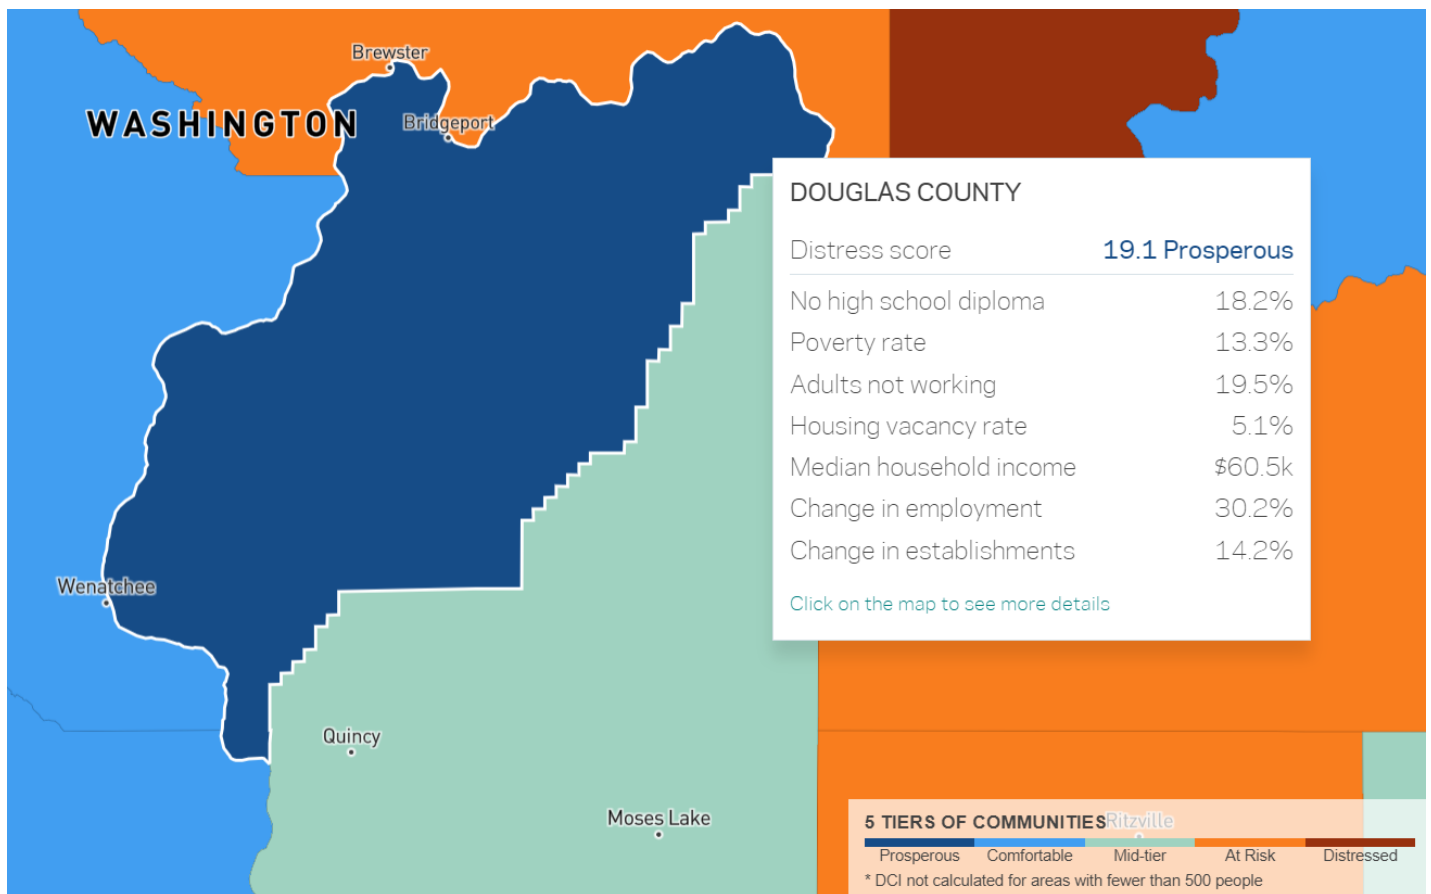 Brewster
WASHINGTON
Bridgeport
DOUGLAS COUNTY
Distress score 19.1 Prosperous
No high school diploma 18.2%
Poverty rate 13.3%
Adults not working 19.5%
Housing vacancy rate 5.1%
Median household income $60.5k
Change in employment 30.2%
Change in establishments 14.2%
Click on the map to see more details
Wenatchee
Quincy
Moses Lake
5 TIERS OF COMMUNITIES
Ritzville
Prosperous Comfortable Mid-tier At Risk Distressed
* DCI not calculated for areas with fewer than 500 people